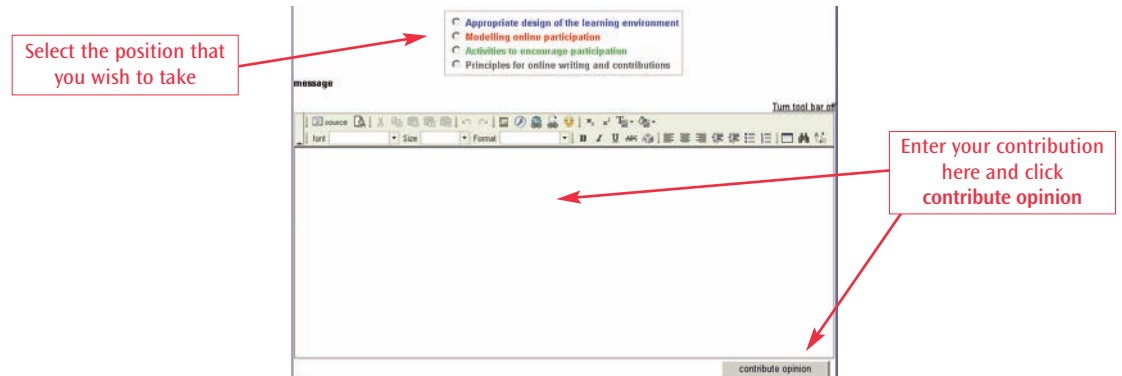 Appropriate design of the learning environment
Modelling online participation
Activities to encourage participation
Principles for online writing and contributions
Select the position that
you wish to take
message
Turn tool bar off
source
font Size Format
B I U ABC
Enter your contribution
here and click
contribute opinion
contribute opinion